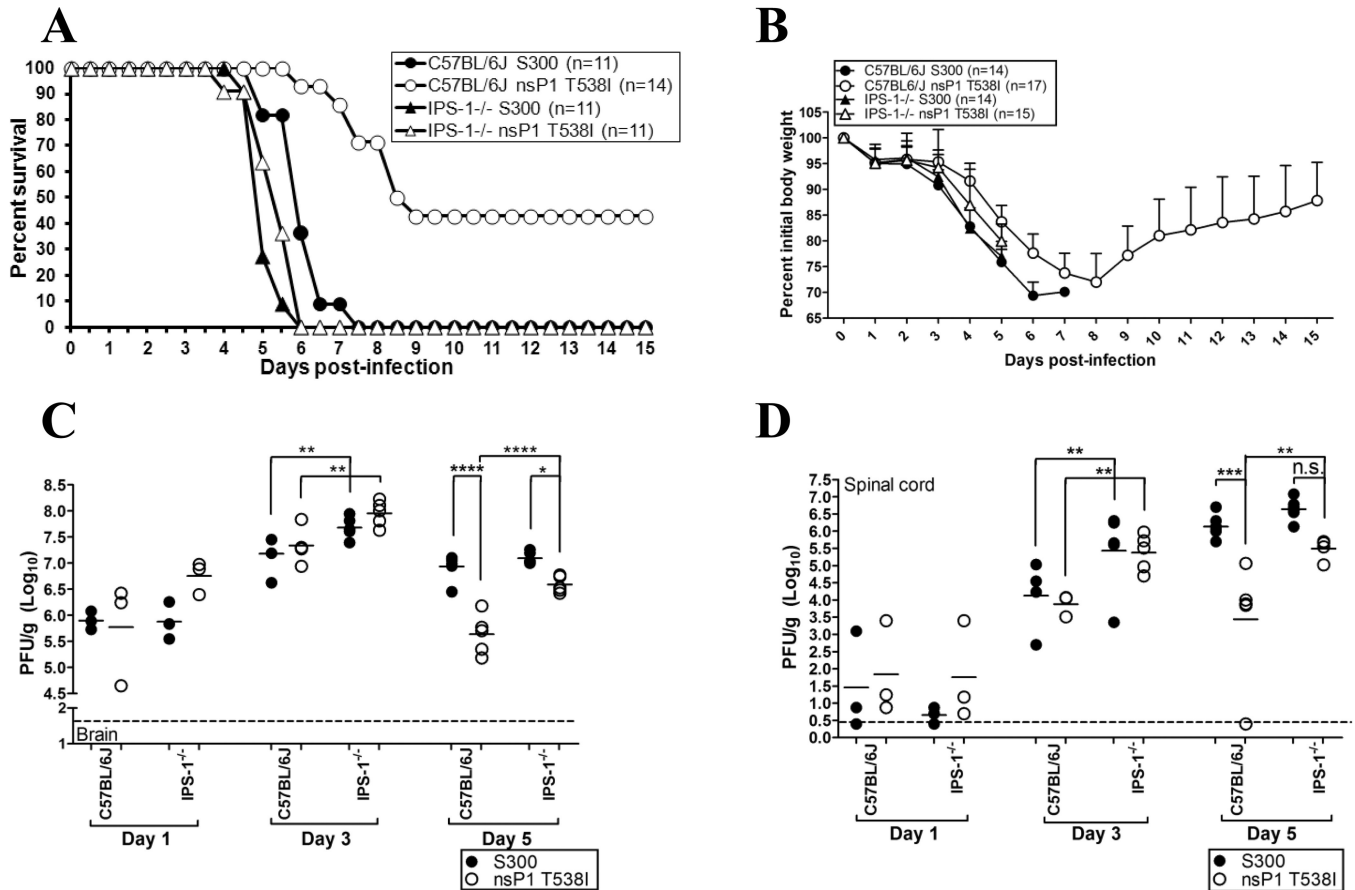 A
C57BL/6J S300 (n=11)
C57BL/6J nsP1 T538I (n=14)
IPS-1-/- S300 (n=11)
IPS-1-/- nsP1 T538I (n=11)
Percent survival
100
90
80
70
60
50
40
30
20
10
0
0 1 2 3 4 5 6 7 8 9 10 11 12 13 14 15
Days post-infection
B
C57BL/6J S300 (n=14)
C57BL6/J nsP1 T538I (n=17)
IPS-1-/- S300 (n=14)
IPS-1-/- nsP1 T538I (n=15)
Percent initial body weight
105
100
95
90
85
80
75
70
65
0 1 2 3 4 5 6 7 8 9 10 11 12 13 14 15
Days post-infection
C
PFU/g (Log10)
8.5
8.0
7.5
7.0
6.5
6.0
5.5
5.0
4.5
2
1
** ** **** **** *
Brain
C57BL/6J IPS-1-/- C57BL/6J IPS-1-/- C57BL/6J IPS-1-/-
Day 1 Day 3 Day 5
S300
nsP1 T538I
D
Spinal cord
PFU/g (Log10)
7.5
7.0
6.5
6.0
5.5
5.0
4.5
4.0
3.5
3.0
2.5
2.0
1.5
1.0
0.5
0.0
** ** *** ** n.s.
C57BL/6J IPS-1-/- C57BL/6J IPS-1-/- C57BL/6J IPS-1-/-
Day 1 Day 3 Day 5
S300
nsP1 T538I